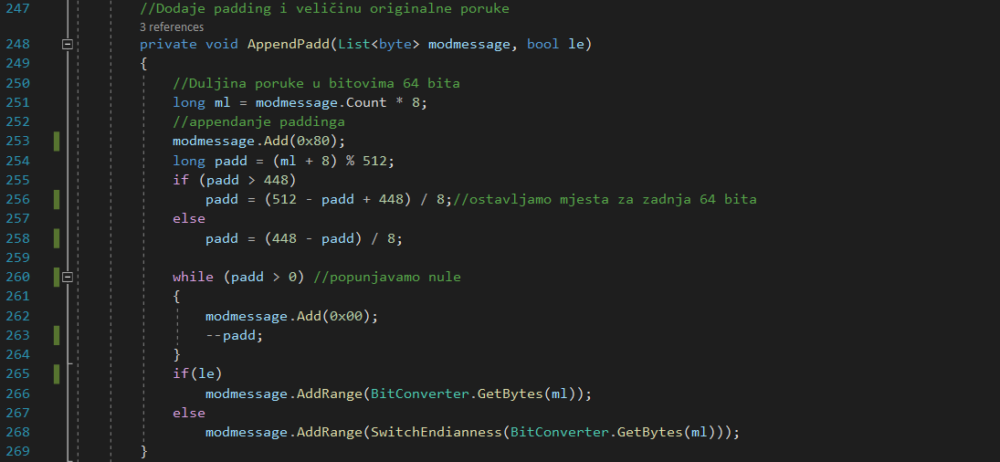 247 //Dodaje padding i veličinu originalne poruke
3 references
248 private void AppendPadd(List<byte> modmessage, bool le)
249 {
250 //Duljina poruke u bitovima 64 bita
251 long ml = modmessage.Count * 8;
252 //appendanje paddinga
253 modmessage.Add(0x80);
254 long padd = (ml + 8) % 512;
255 if (padd > 448)
256 padd = (512 - padd + 448) / 8;//ostavljamo mjesta za zadnja 64 bita
257 else
258 padd = (448 - padd) / 8;
259
260 while (padd > 0) //popunjavamo nule
261 {
262 modmessage.Add(0x00);
263 --padd;
264 }
265 if(le)
266 modmessage.AddRange(BitConverter.GetBytes(ml));
267 else
268 modmessage.AddRange(SwitchEndianness(BitConverter.GetBytes(ml)));
269 }